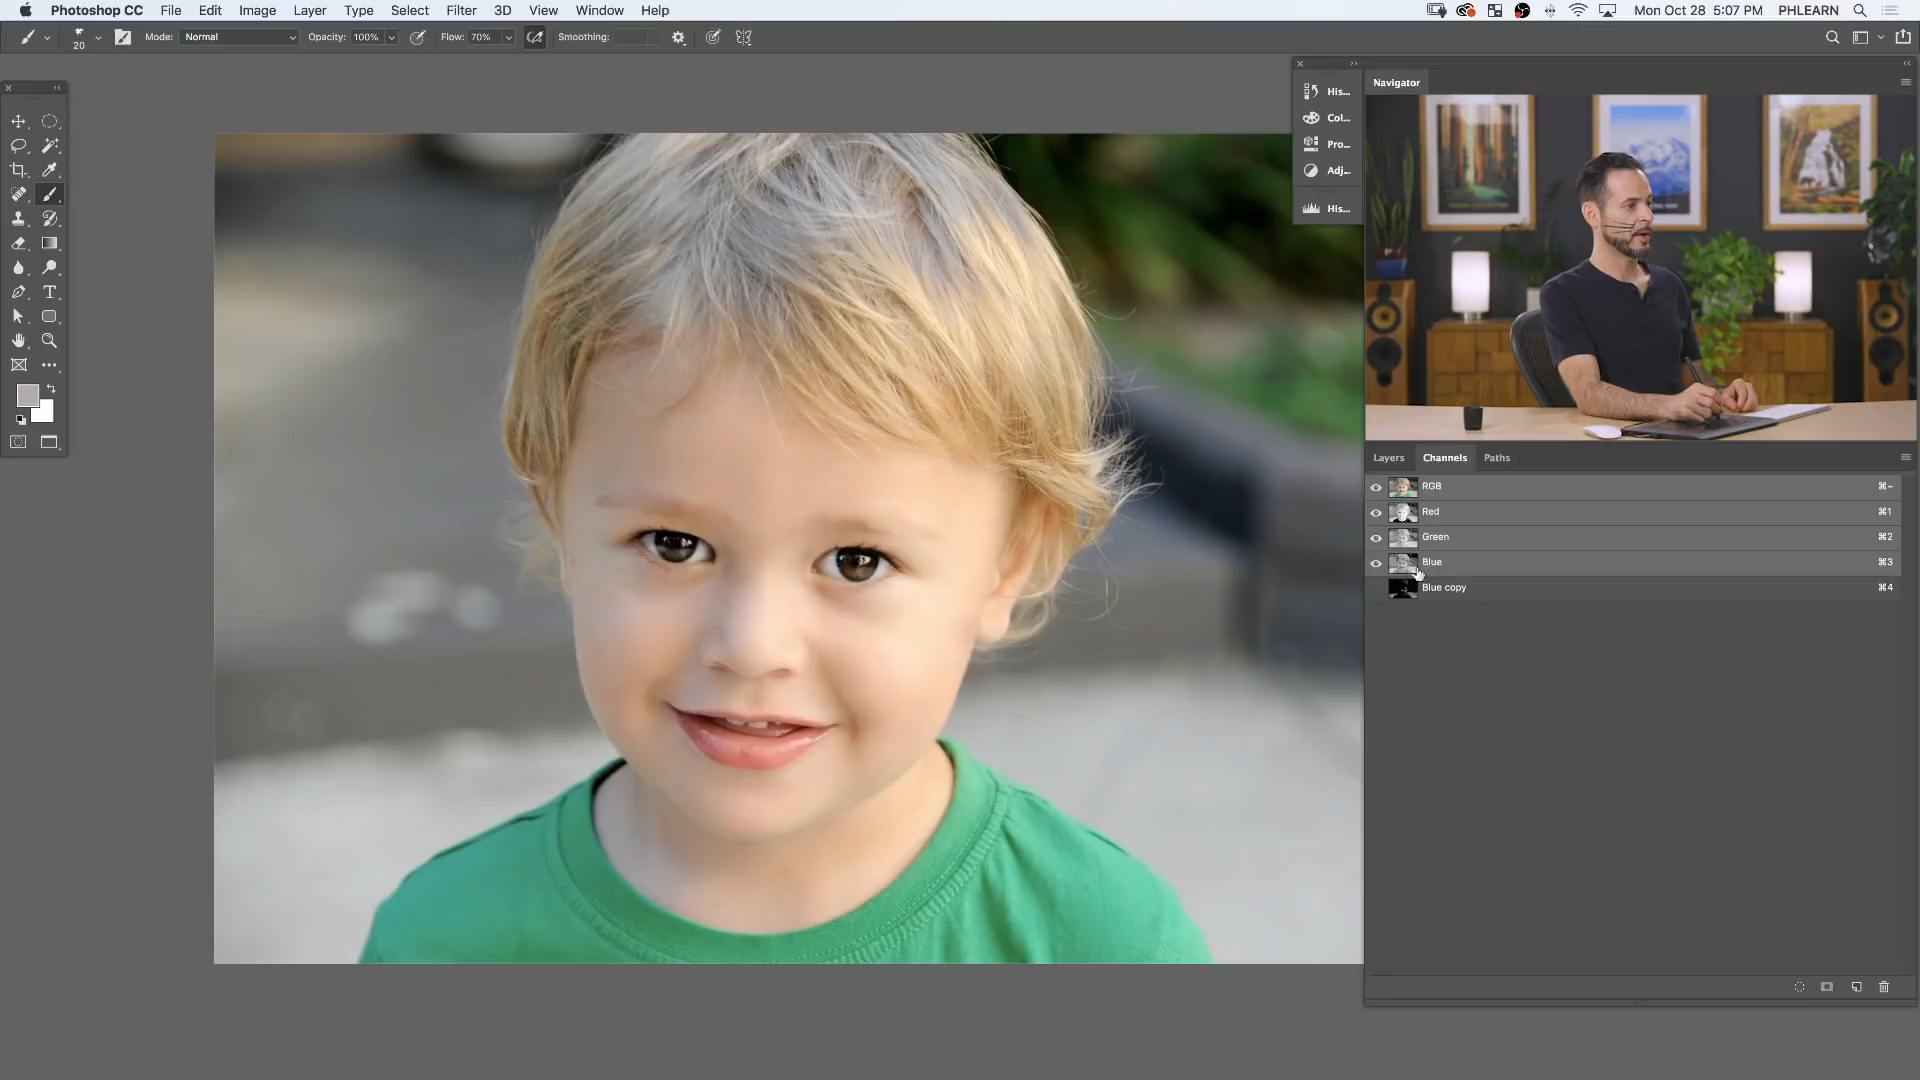 Photoshop CC File Edit Image Layer Type Select Filter 3D View Window Help Mon Oct 28 5:07 PM PHLEARN
20 Mode: Normal Opacity: 100% Flow: 70% Smoothing:
Navigator
His...
Col...
Pro...
Adj...
His...
Layers Channels Paths
RGB ⌘~
Red ⌘1
Green ⌘2
Blue ⌘3
Blue copy ⌘4